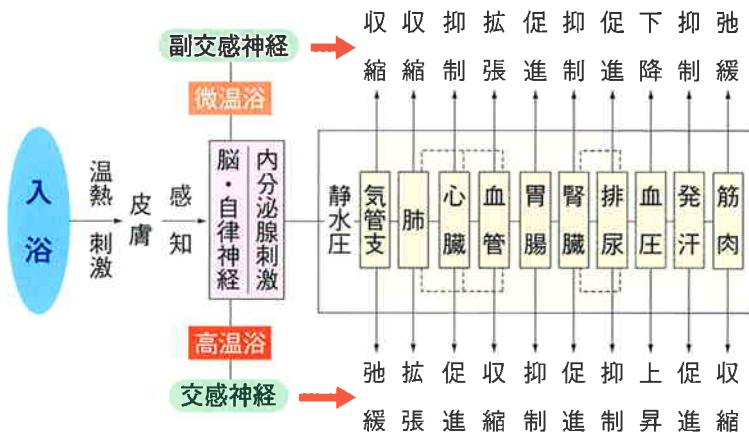 副交感神経
収縮 収縮 抑制 拡張 促進 抑制 促進 下降 抑制 弛緩
微温浴
入浴
温熱刺激
皮膚
感知
脳・自律神経
内分泌腺刺激
静水圧
気管支 肺 心臓 血管 胃腸 腎臓 排尿 血圧 発汗 筋肉
高温浴
交感神経
弛緩 拡張 促進 収縮 抑制 促進 抑制 上昇 促進 収縮